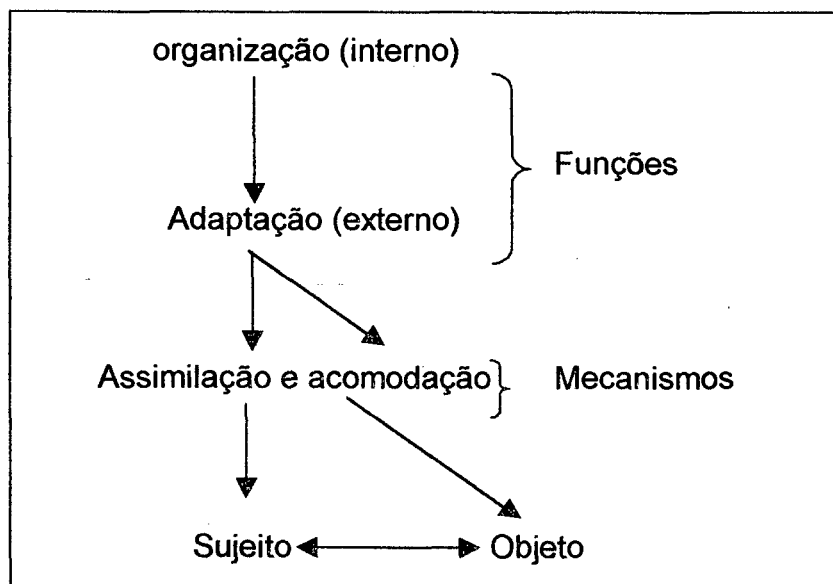 organização (interno)
Funções
Adaptação (externo)
Assimilação e acomodação
Mecanismos
Sujeito
Objeto